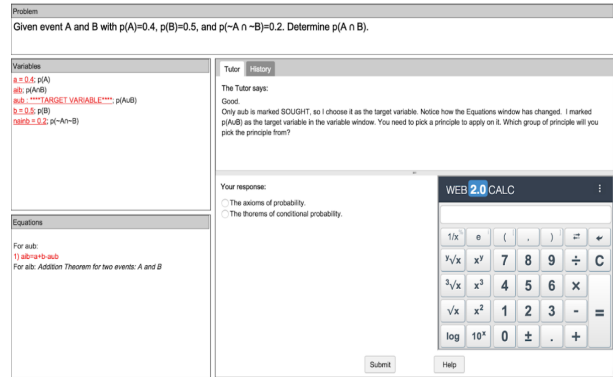 Problem
Given event A and B with p(A)=0.4, p(B)=0.5, and p(~A ∩ ~B)=0.2. Determine p(A ∩ B).
Variables
a = 0.4: p(A)
aib: p(A∩B)
aub : ****TARGET VARIABLE****: p(A∪B)
b = 0.5: p(B)
nainb = 0.2: p(~A∩~B)
Tutor
History
The Tutor says:
Good.
Only aub is marked SOUGHT, so I choose it as the target variable. Notice how the Equations window has changed. I marked
p(A∪B) as the target variable in the variable window. You need to pick a principle to apply on it. Which group of principle will you
pick the principle from?
Your response:
The axioms of probability.
The thorems of conditional probability.
Equations
For aub:
1) aib=a+b-aub
For aib: Addition Theorem for two events: A and B
WEB 2.0 CALC
1/x e ( , )
ʸ√x xʸ 7 8 9 ÷ C
³√x x³ 4 5 6 ×
√x x² 1 2 3 - =
log 10ˣ 0 ± . +
Submit
Help